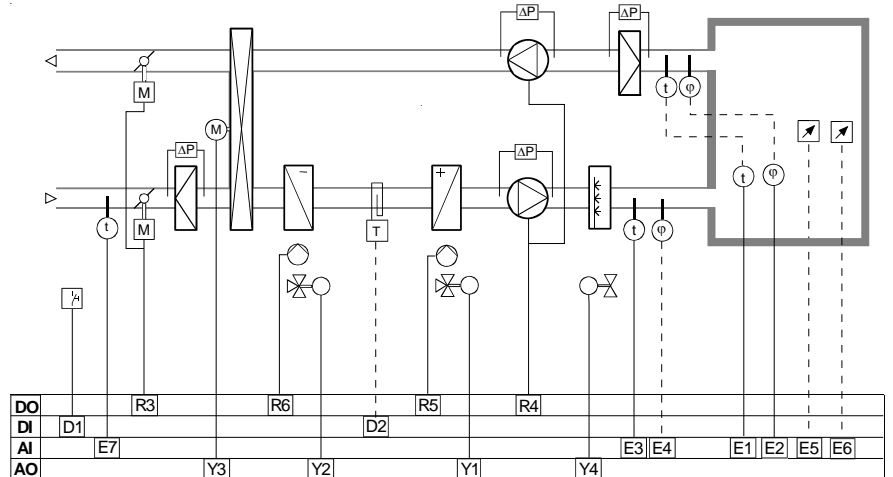 ΔP ΔP
M t φ
M
ΔP ΔP
− + t φ
t M T t φ
DO R3 R6 R5 R4
DI D1 D2
AI E7 E3 E4 E1 E2 E5 E6
AO Y3 Y2 Y1 Y4